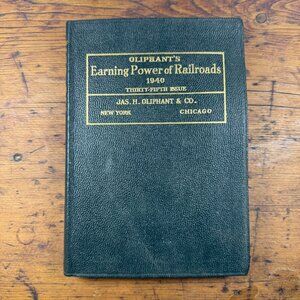 OLIPHANT'S
Earning Power of Railroads
1940
THIRTY-FIFTH ISSUE
JAS. H. OLIPHANT & CO.
NEW YORK CHICAGO